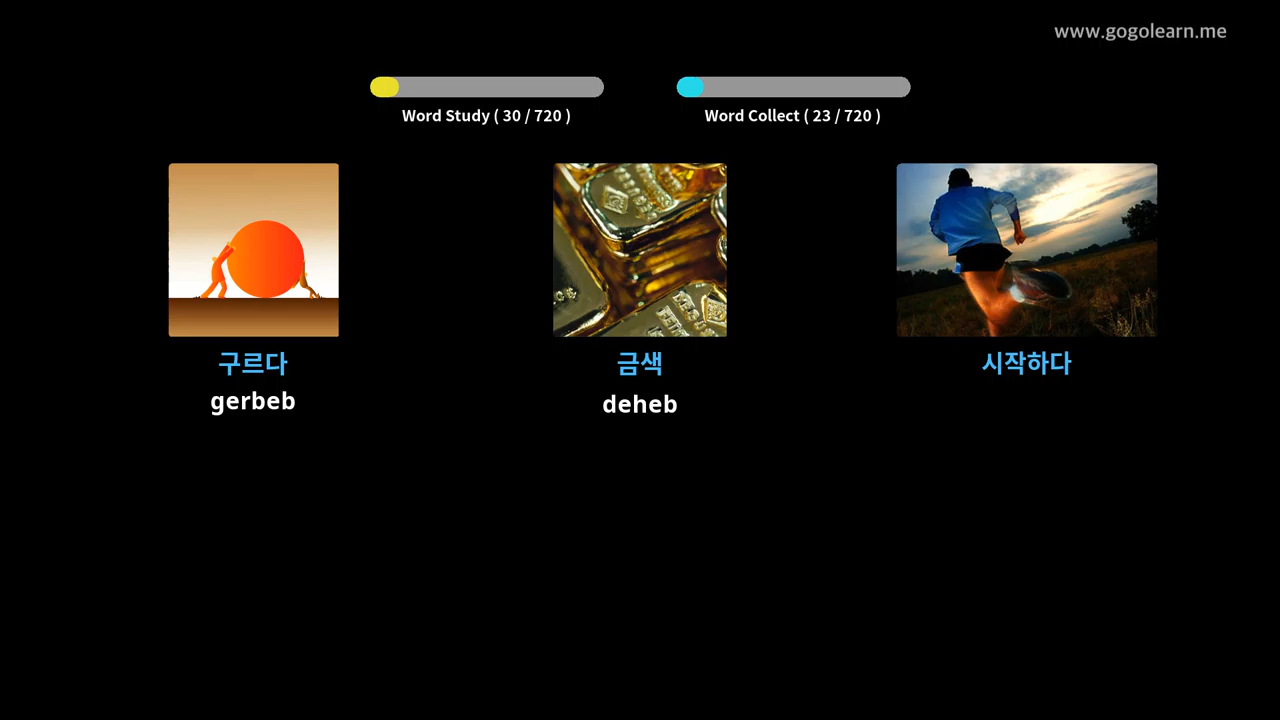 www.gogolearn.me
Word Study ( 30 / 720 )
Word Collect ( 23 / 720 )
구르다
금색
시작하다
gerbeb
deheb